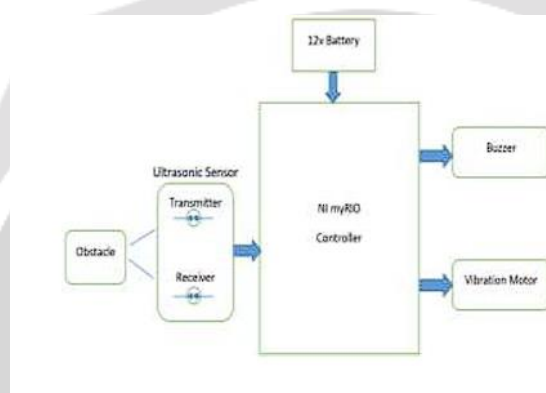 12v Battery
Buzzer
Ultrasonic Sensor
Transmitter
NI myRIO
Controller
Obstacle
Receiver
Vibration Motor